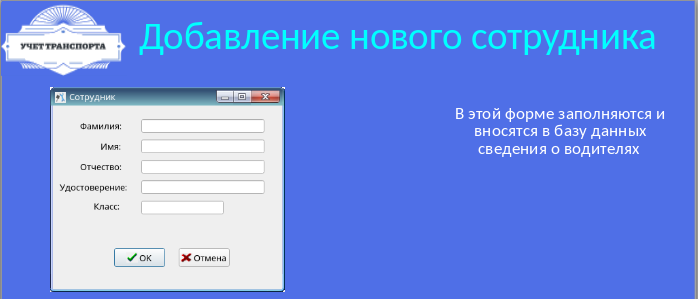 УЧЕТ ТРАНСПОРТА
Добавление нового сотрудника
Сотрудник
Фамилия:
Имя:
Отчество:
Удостоверение:
Класс:
OK
Отмена
В этой форме заполняются и
вносятся в базу данных
сведения о водителях